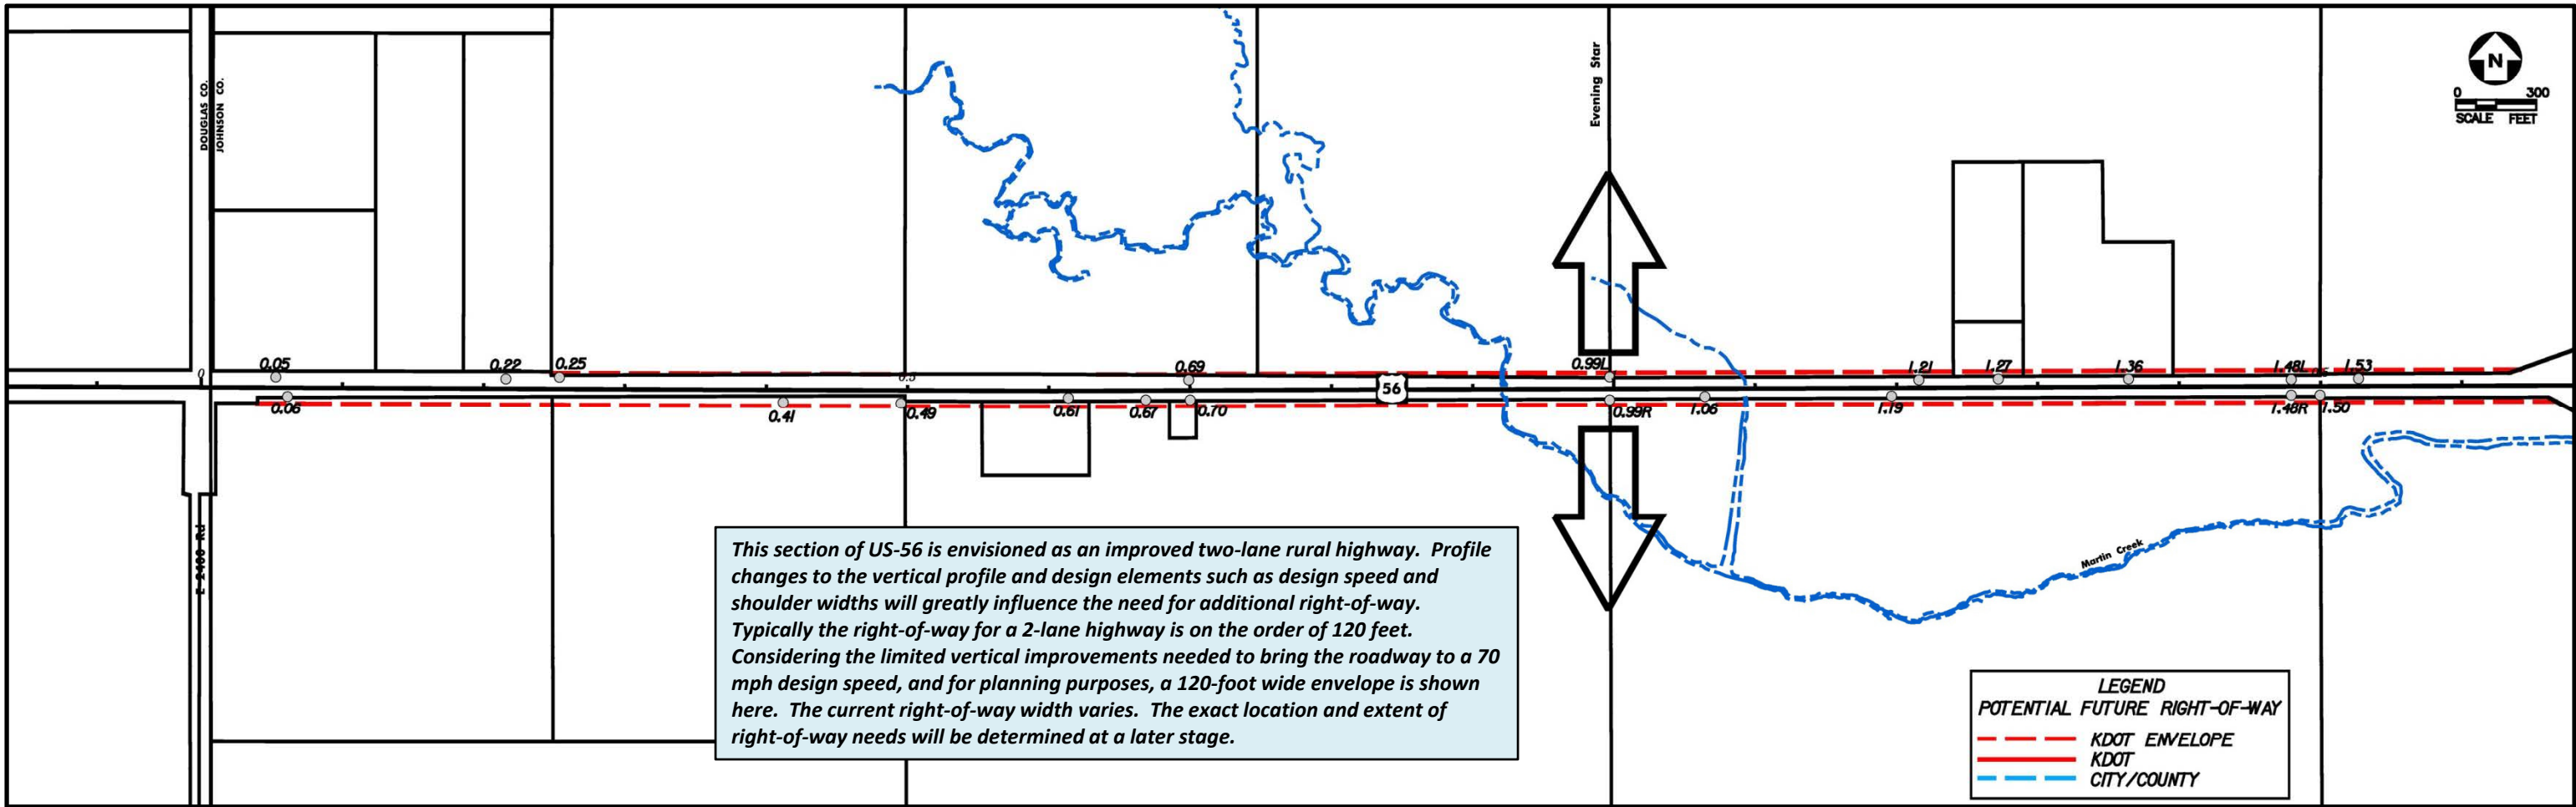 DOUGLAS CO.
JOHNSON CO.
Evening Star
N
0 300
SCALE FEET
0.05
0.22
0.25
0.69
0.99L
1.21
1.27
1.36
1.48L
1.53
0
0.5
56
0.06
0.41
0.49
0.61
0.67
0.70
0.99R
1.06
1.19
1.48R
1.50
E 2400 Rd
Martin Creek
This section of US-56 is envisioned as an improved two-lane rural highway. Profile
changes to the vertical profile and design elements such as design speed and
shoulder widths will greatly influence the need for additional right-of-way.
Typically the right-of-way for a 2-lane highway is on the order of 120 feet.
Considering the limited vertical improvements needed to bring the roadway to a 70
mph design speed, and for planning purposes, a 120-foot wide envelope is shown
here. The current right-of-way width varies. The exact location and extent of
right-of-way needs will be determined at a later stage.
LEGEND
POTENTIAL FUTURE RIGHT-OF-WAY
KDOT ENVELOPE
KDOT
CITY/COUNTY